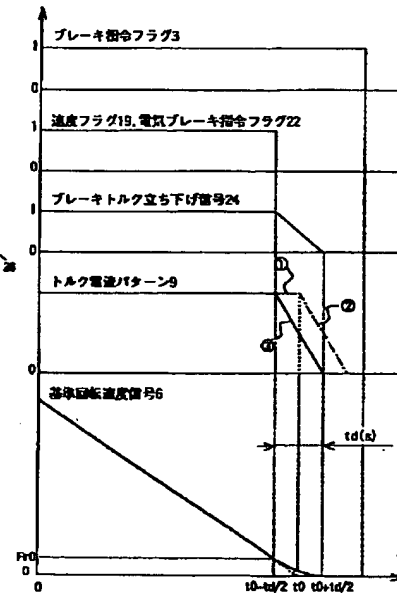 ブレーキ指令フラグ3
1
0
速度フラグ19、電気ブレーキ指令フラグ22
1
0
ブレーキトルク立ち下げ信号24
1
0
26
トルク電流パターン9
①
②
③
0
基準回転速度信号6
td(s)
Fr0
0
0
t0-td/2
t0
t0+td/2